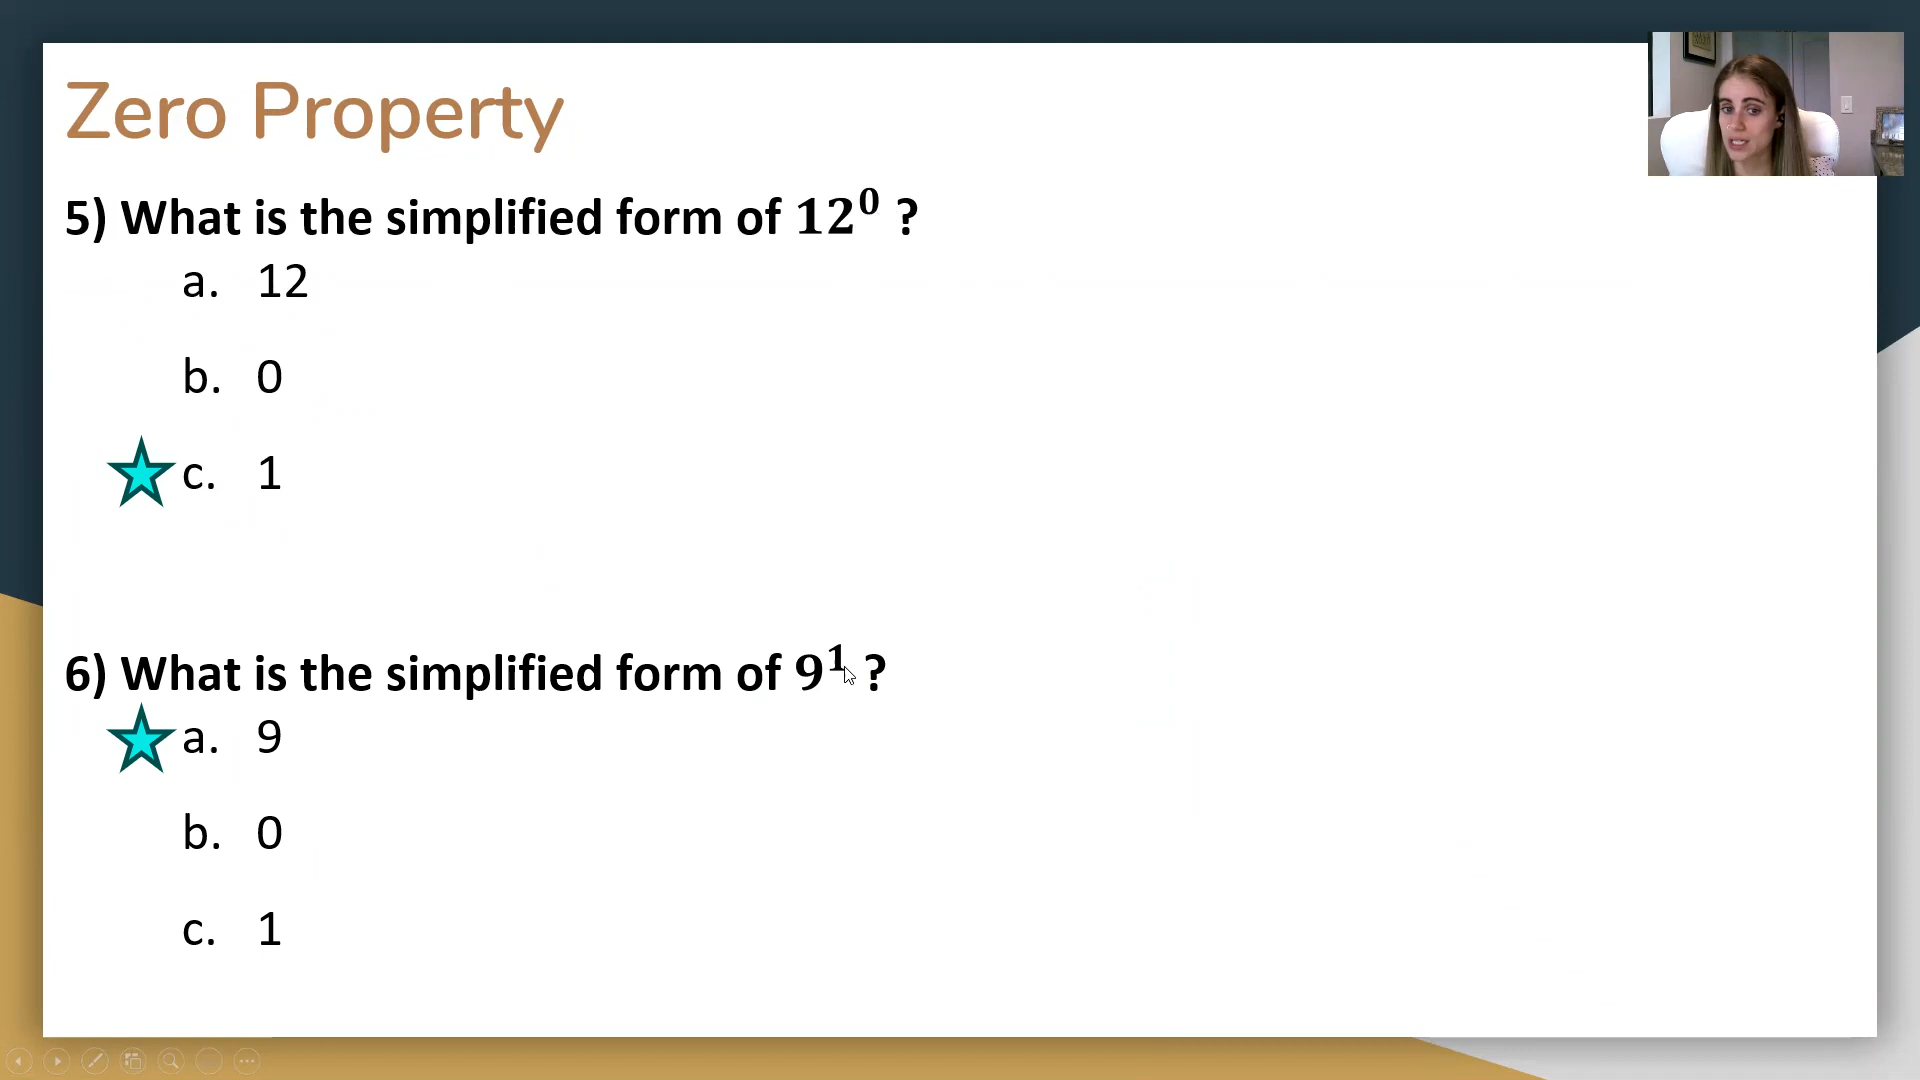 Zero Property
5) What is the simplified form of 12⁰ ?
a. 12
b. 0
c. 1
6) What is the simplified form of 9¹ ?
a. 9
b. 0
c. 1